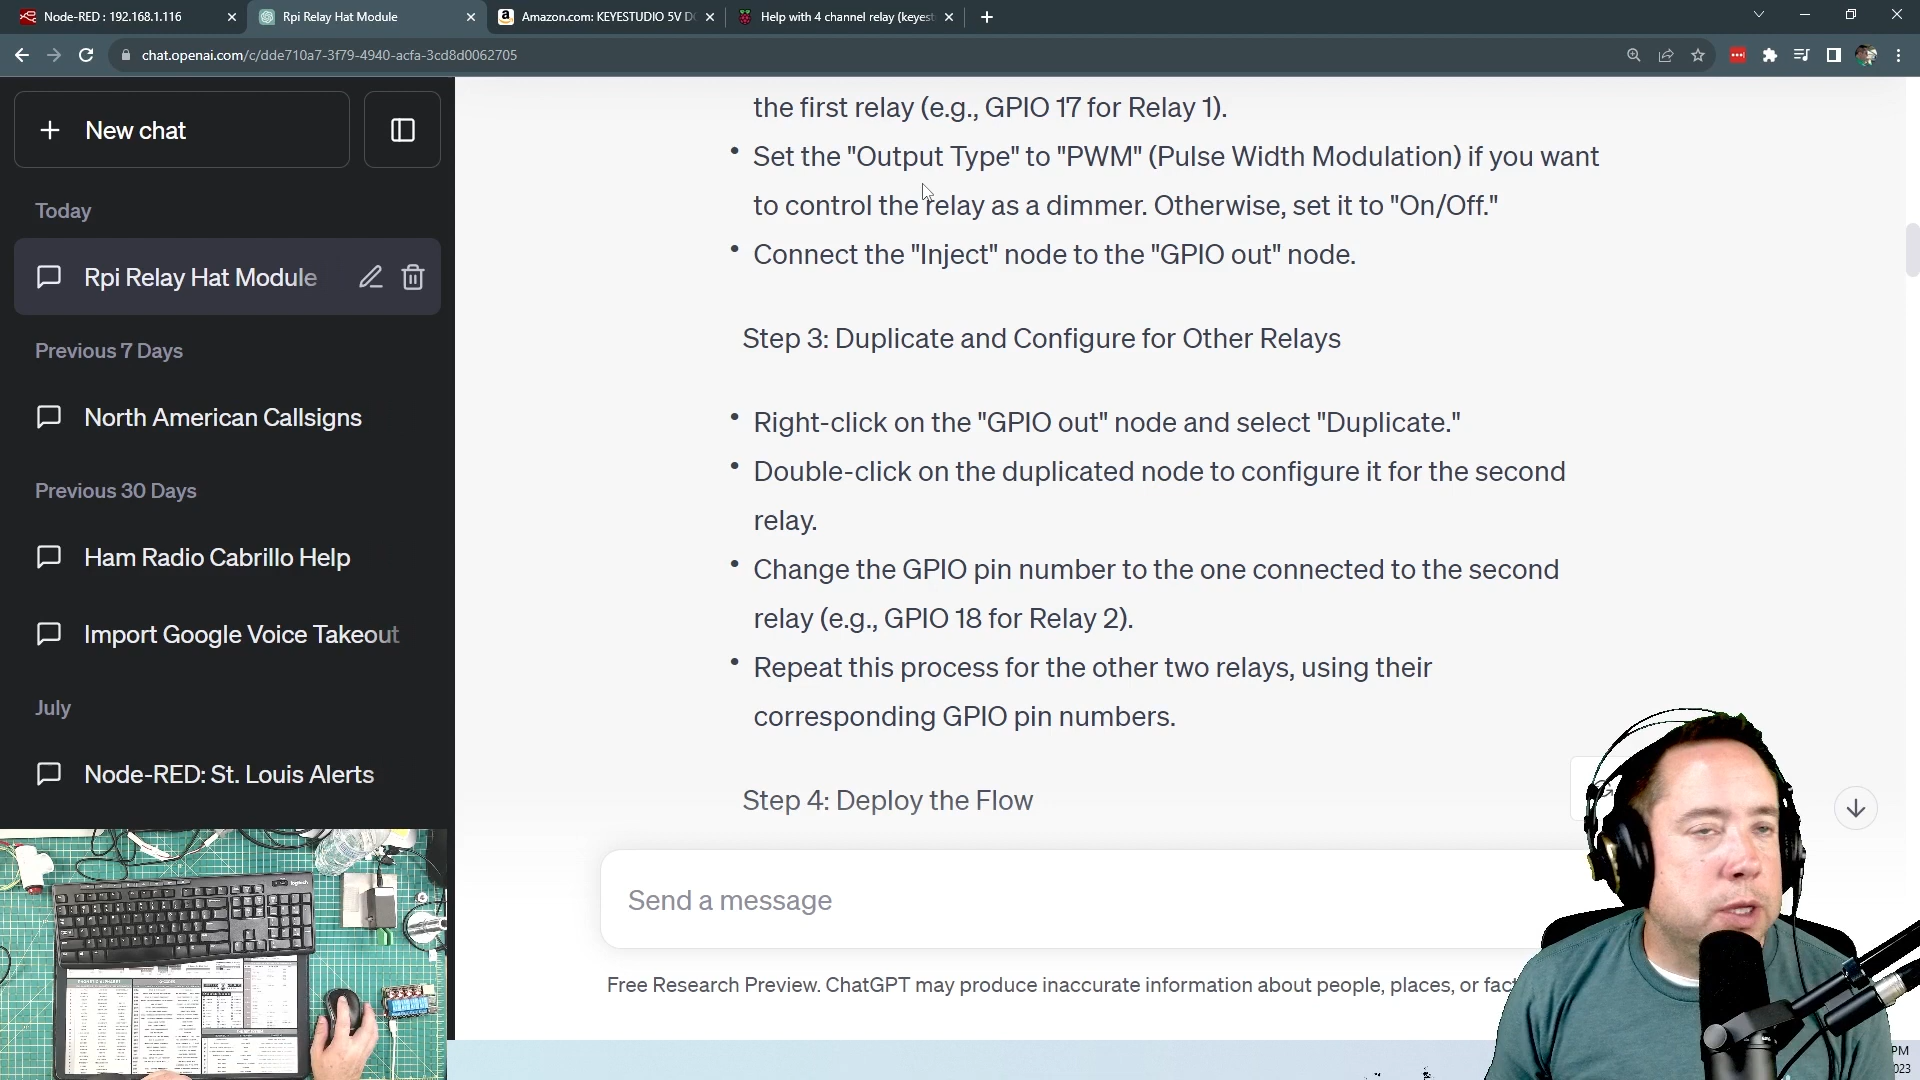 Node-RED : 192.168.1.116
Rpi Relay Hat Module
Amazon.com: KEYESTUDIO 5V DC
Help with 4 channel relay (keyest
chat.openai.com/c/dde710a7-3f79-4940-acfa-3cd8d0062705
New chat
Today
Rpi Relay Hat Module
Previous 7 Days
North American Callsigns
Previous 30 Days
Ham Radio Cabrillo Help
Import Google Voice Takeout
July
Node-RED: St. Louis Alerts
the first relay (e.g., GPIO 17 for Relay 1).
• Set the "Output Type" to "PWM" (Pulse Width Modulation) if you want
to control the relay as a dimmer. Otherwise, set it to "On/Off."
• Connect the "Inject" node to the "GPIO out" node.
Step 3: Duplicate and Configure for Other Relays
• Right-click on the "GPIO out" node and select "Duplicate."
• Double-click on the duplicated node to configure it for the second
relay.
• Change the GPIO pin number to the one connected to the second
relay (e.g., GPIO 18 for Relay 2).
• Repeat this process for the other two relays, using their
corresponding GPIO pin numbers.
Step 4: Deploy the Flow
Send a message
Free Research Preview. ChatGPT may produce inaccurate information about people, places, or fact
PM
023
logitech